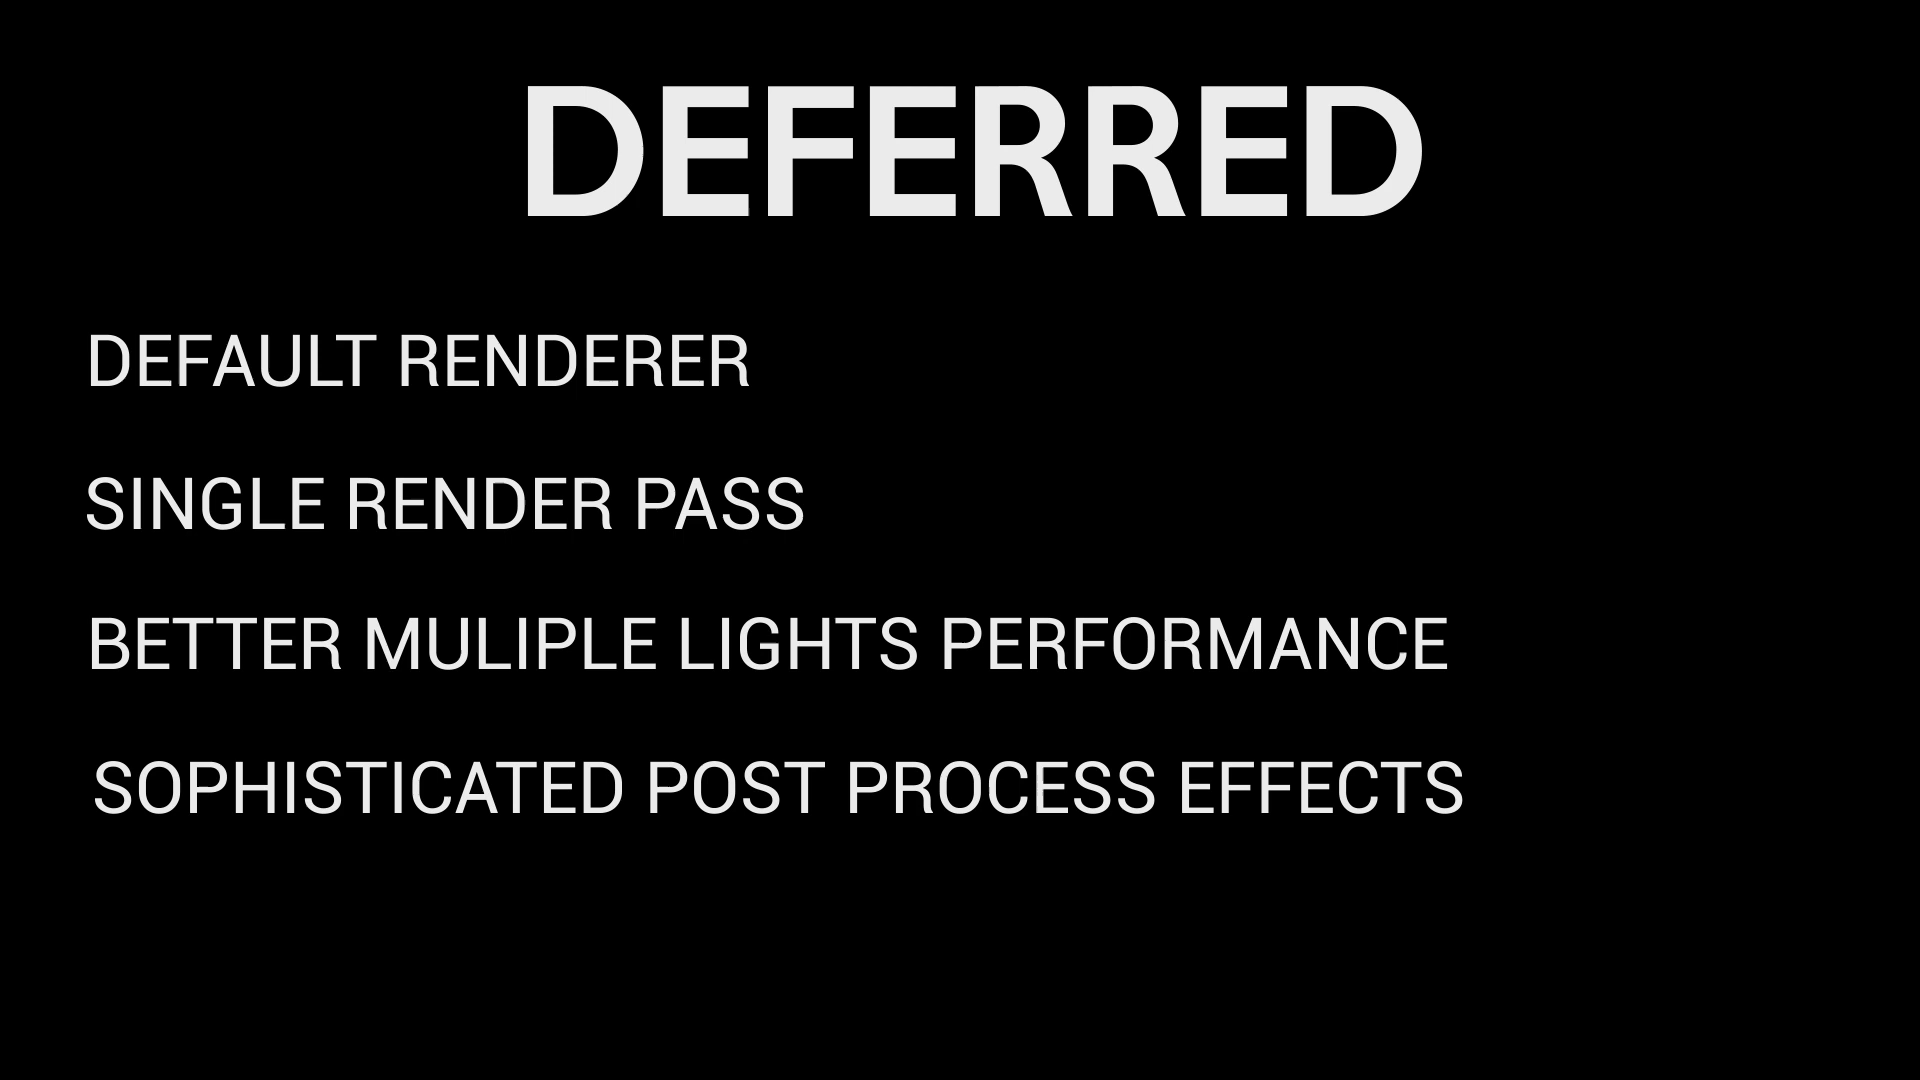 DEFERRED
DEFAULT RENDERER
SINGLE RENDER PASS
BETTER MULIPLE LIGHTS PERFORMANCE
SOPHISTICATED POST PROCESS EFFECTS